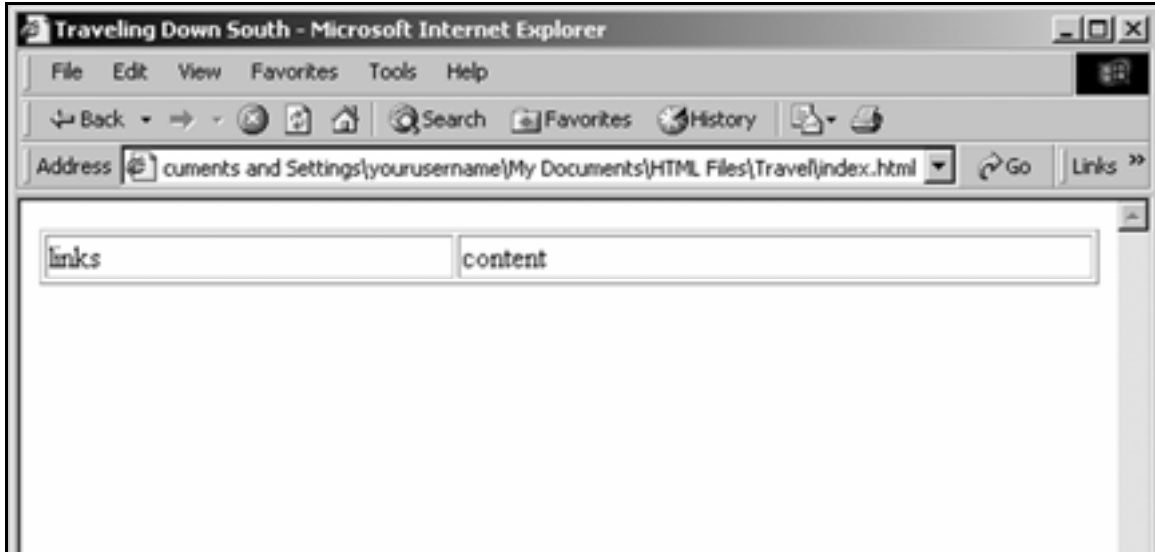 Traveling Down South - Microsoft Internet Explorer
File Edit View Favorites Tools Help
Back Search Favorites History
Address cuments and Settings\yourusername\My Documents\HTML Files\Travel\index.html Go Links »
links content